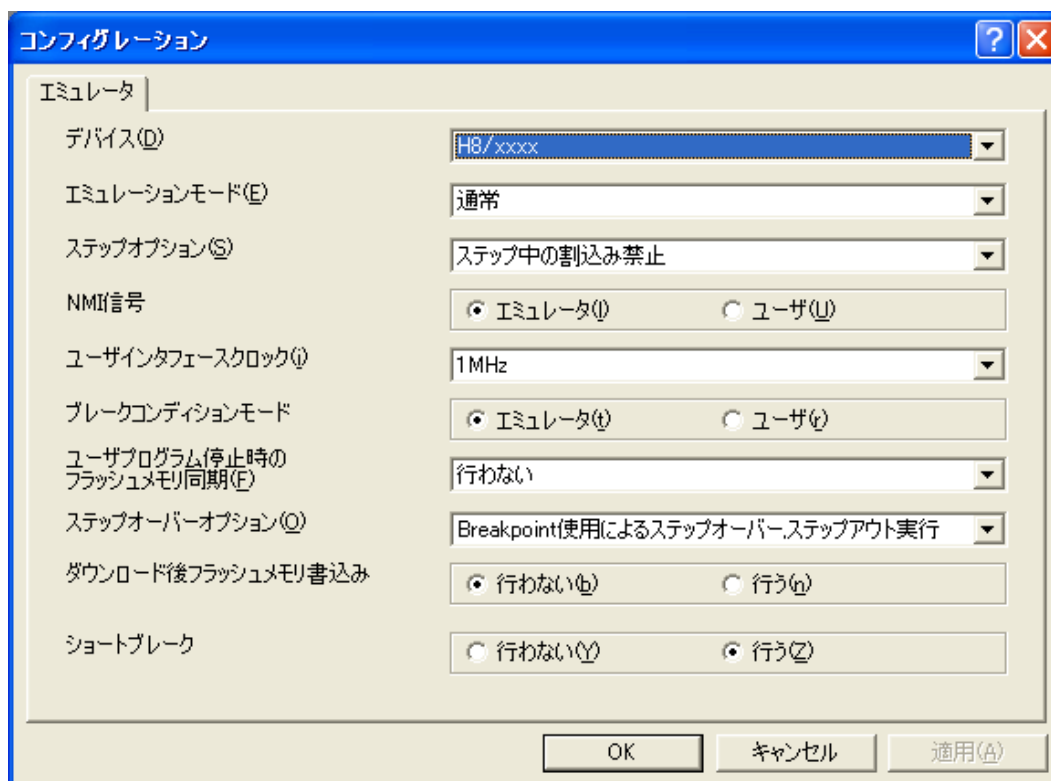 コンフィグレーション
エミュレータ
デバイス(D)
H8/xxxx
エミュレーションモード(E)
通常
ステップオプション(S)
ステップ中の割込み禁止
NMI信号
エミュレータ(I) ユーザ(U)
ユーザインタフェースクロック(i)
1MHz
ブレークコンディションモード
エミュレータ(t) ユーザ(r)
ユーザプログラム停止時の
フラッシュメモリ同期(F)
行わない
ステップオーバーオプション(O)
Breakpoint使用によるステップオーバー,ステップアウト実行
ダウンロード後フラッシュメモリ書込み
行わない(b) 行う(n)
ショートブレーク
行わない(Y) 行う(Z)
OK キャンセル 適用(A)